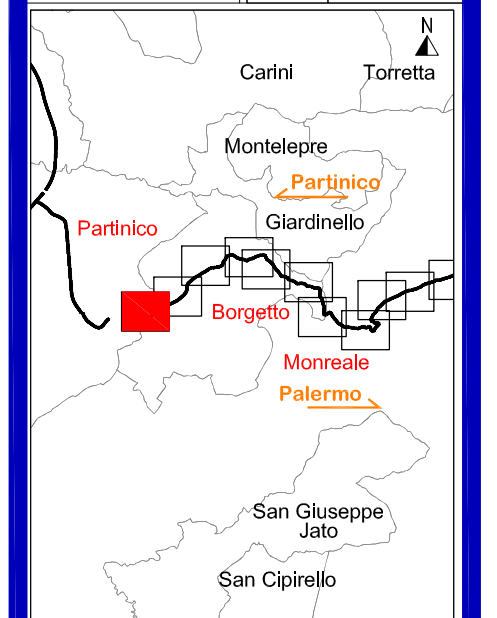 N
Carini
Torretta
Montelepre
Partinico
Giardinello
Partinico
Borgetto
Monreale
Palermo
San Giuseppe
Jato
San Cipirello